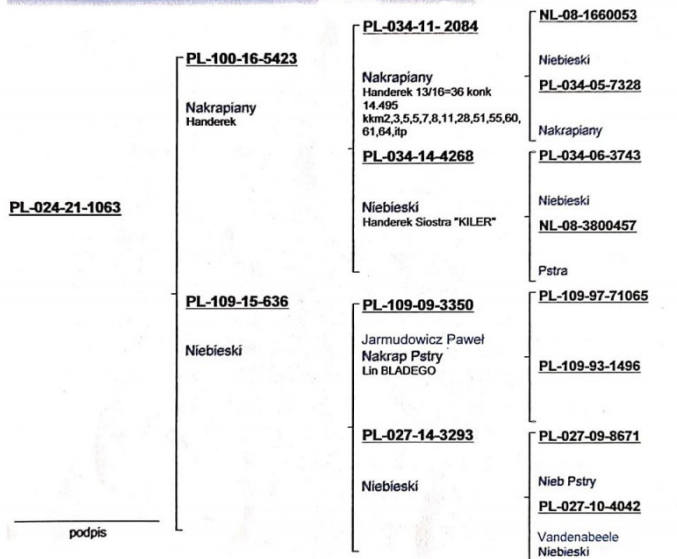 PL-024-21-1063
podpis
PL-100-16-5423
Nakrapiany
Handerek
PL-109-15-636
Niebieski
PL-034-11- 2084
Nakrapiany
Handerek 13/16=36 konk
14.495
kkm2,3,5,5,7,8,11,28,51,55,60,
61,64,itp
PL-034-14-4268
Niebieski
Handerek Siostra "KILER"
PL-109-09-3350
Jarmudowicz Paweł
Nakrap Pstry
Lin BLADEGO
PL-027-14-3293
Niebieski
NL-08-1660053
Niebieski
PL-034-05-7328
Nakrapiany
PL-034-06-3743
Niebieski
NL-08-3800457
Pstra
PL-109-97-71065
PL-109-93-1496
PL-027-09-8671
Nieb Pstry
PL-027-10-4042
Vandenabeele
Niebieski